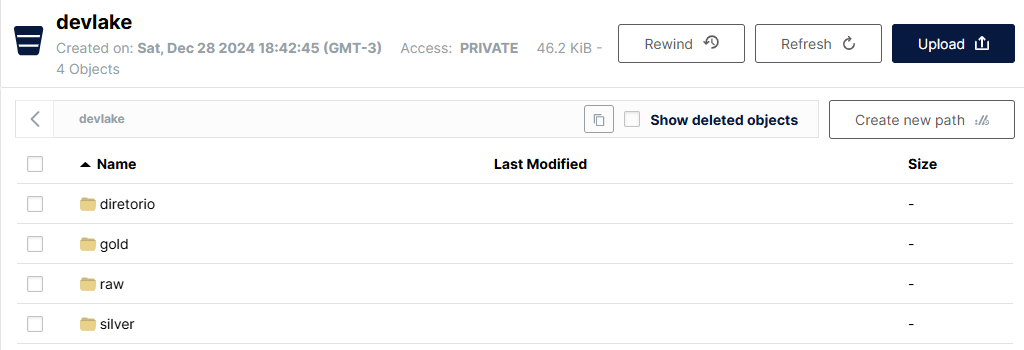 devlake
Created on: Sat, Dec 28 2024 18:42:45 (GMT-3) Access: PRIVATE 46.2 KiB -
4 Objects
Rewind
Refresh
Upload
devlake
Show deleted objects
Create new path
Name Last Modified Size
diretorio -
gold -
raw -
silver -